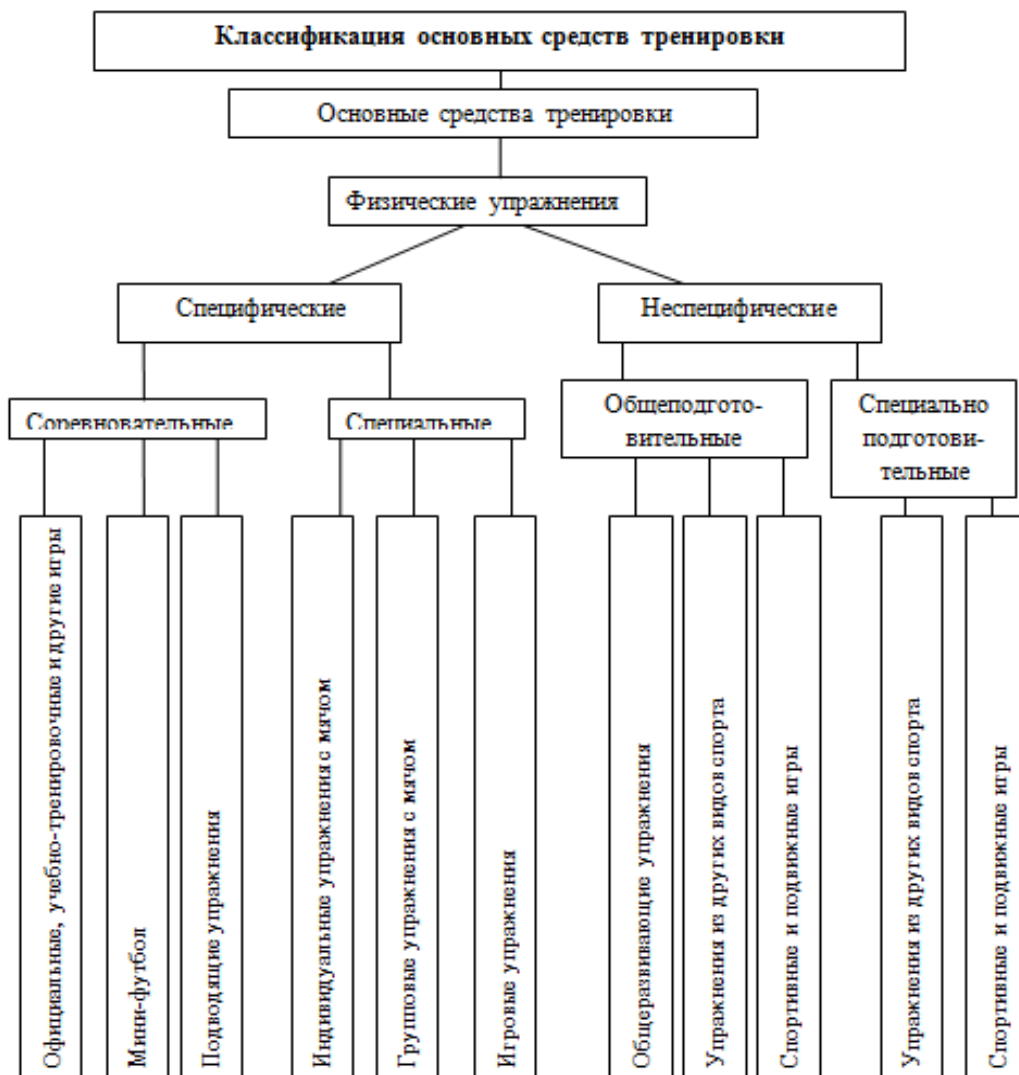 Классификация основных средств тренировки
Основные средства тренировки
Физические упражнения
Специфические
Неспецифические
Соревновательные
Специальные
Общеподгото-
вительные
Специально
подготови-
тельные
Официальные, учебно-тренировочные и другие игры
Мини-футбол
Подводящие упражнения
Индивидуальные упражнения с мячом
Групповые упражнения с мячом
Игровые упражнения
Общеразвивающие упражнения
Упражнения из других видов спорта
Спортивные и подвижные игры
Упражнения из других видов спорта
Спортивные и подвижные игры